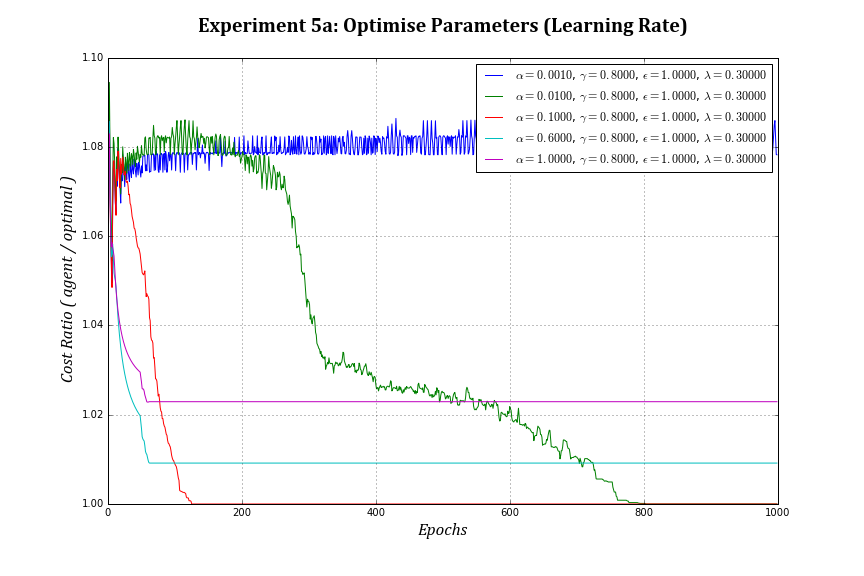 Experiment 5a: Optimise Parameters (Learning Rate)
1.10
1.08
1.06
1.04
1.02
1.00
Cost Ratio ( agent / optimal )
α = 0.0010, γ = 0.8000, ϵ = 1.0000, λ = 0.30000
α = 0.0100, γ = 0.8000, ϵ = 1.0000, λ = 0.30000
α = 0.1000, γ = 0.8000, ϵ = 1.0000, λ = 0.30000
α = 0.6000, γ = 0.8000, ϵ = 1.0000, λ = 0.30000
α = 1.0000, γ = 0.8000, ϵ = 1.0000, λ = 0.30000
0 200 400 600 800 1000
Epochs